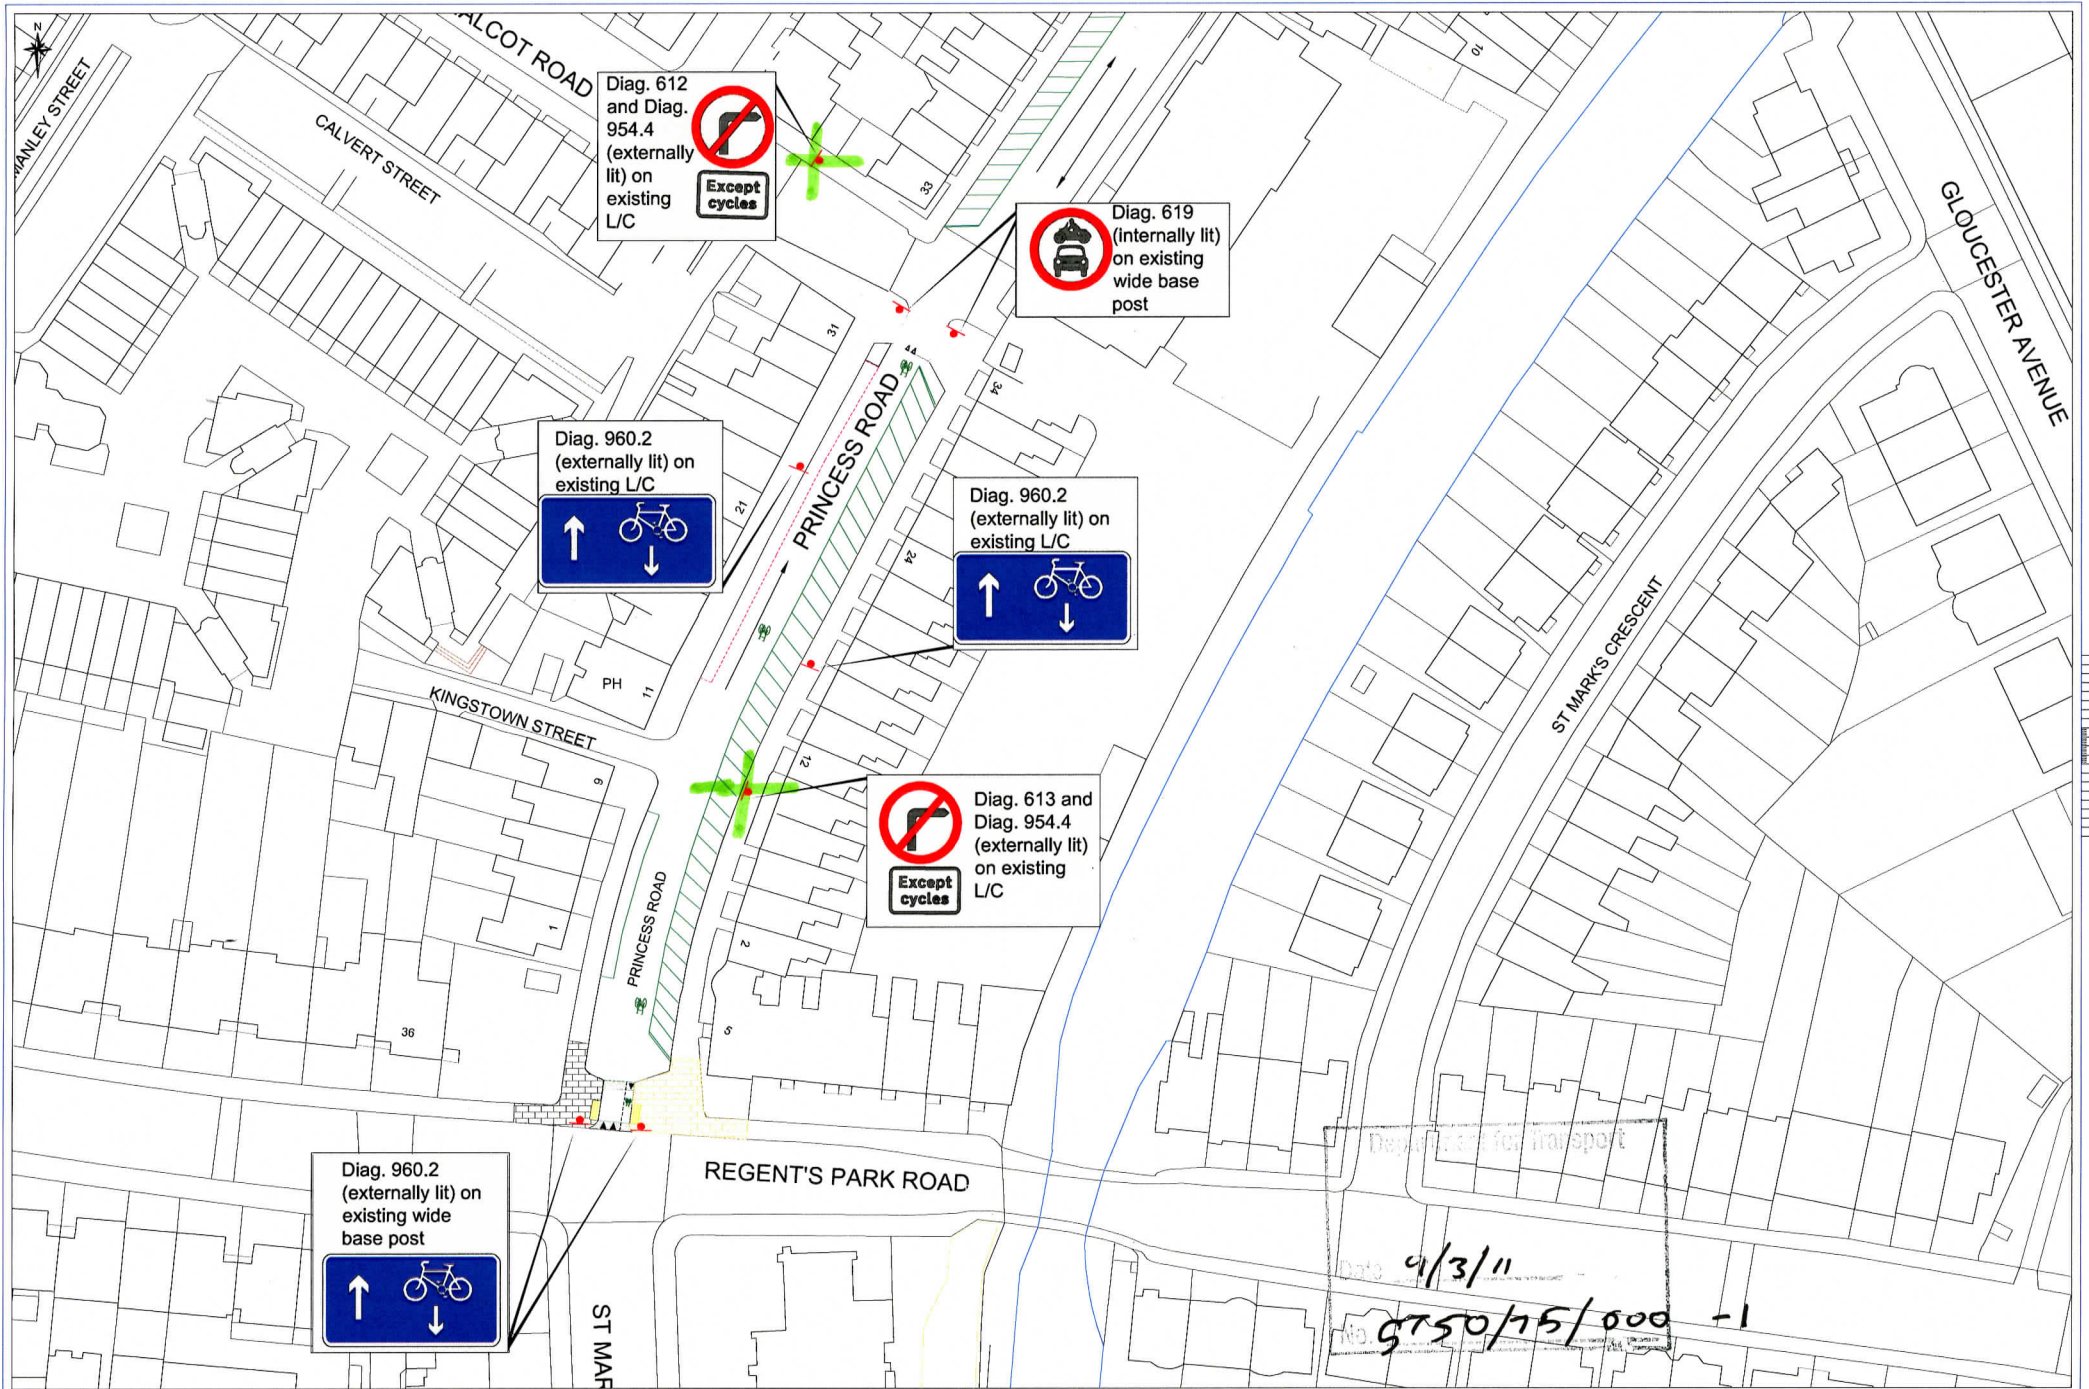 N
MANLEY STREET
CALVERT STREET
ALCOT ROAD
Diag. 612
and Diag.
954.4
(externally
lit) on
existing
L/C
Except
cycles
33
10
Diag. 619
(internally lit)
on existing
wide base
post
GLOUCESTER AVENUE
31
44
34
PRINCESS ROAD
Diag. 960.2
(externally lit) on
existing L/C
21
24
Diag. 960.2
(externally lit) on
existing L/C
ST MARK'S CRESCENT
PH
11
KINGSTOWN STREET
12
9
Diag. 613 and
Diag. 954.4
(externally lit)
on existing
L/C
Except
cycles
PRINCESS ROAD
1
2
5
36
REGENT'S PARK ROAD
Diag. 960.2
(externally lit) on
existing wide
base post
ST MAR
Department for Transport
Date 4/3/11
No.